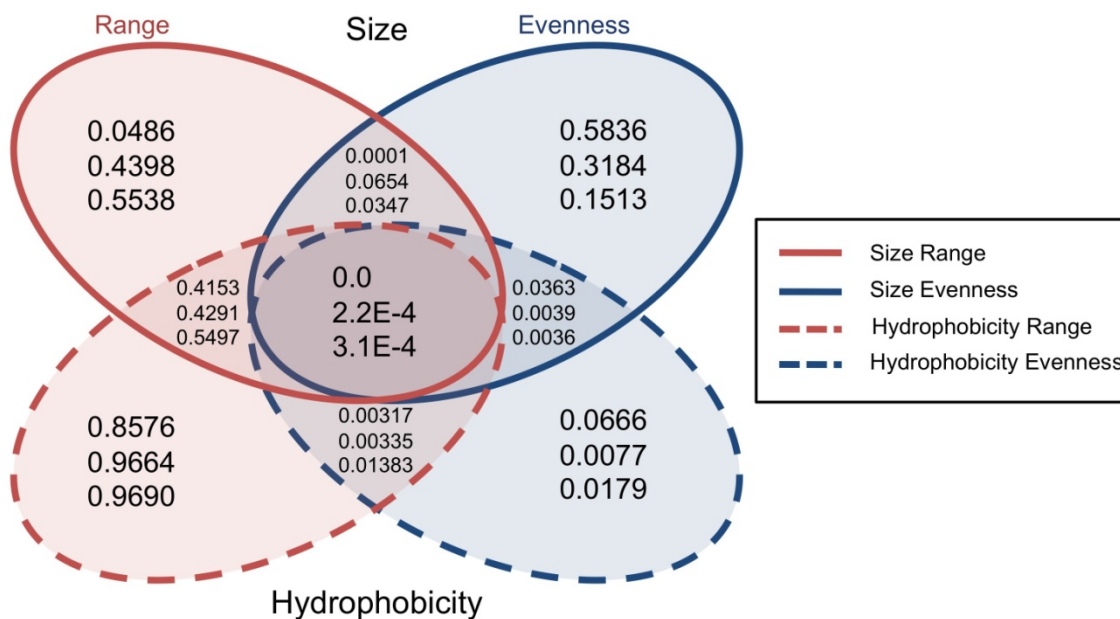 Range
Size
Evenness
0.0486
0.4398
0.5538
0.0001
0.0654
0.0347
0.5836
0.3184
0.1513
0.4153
0.4291
0.5497
0.0
2.2E-4
3.1E-4
0.0363
0.0039
0.0036
0.8576
0.9664
0.9690
0.00317
0.00335
0.01383
0.0666
0.0077
0.0179
Hydrophobicity
Size Range
Size Evenness
Hydrophobicity Range
Hydrophobicity Evenness